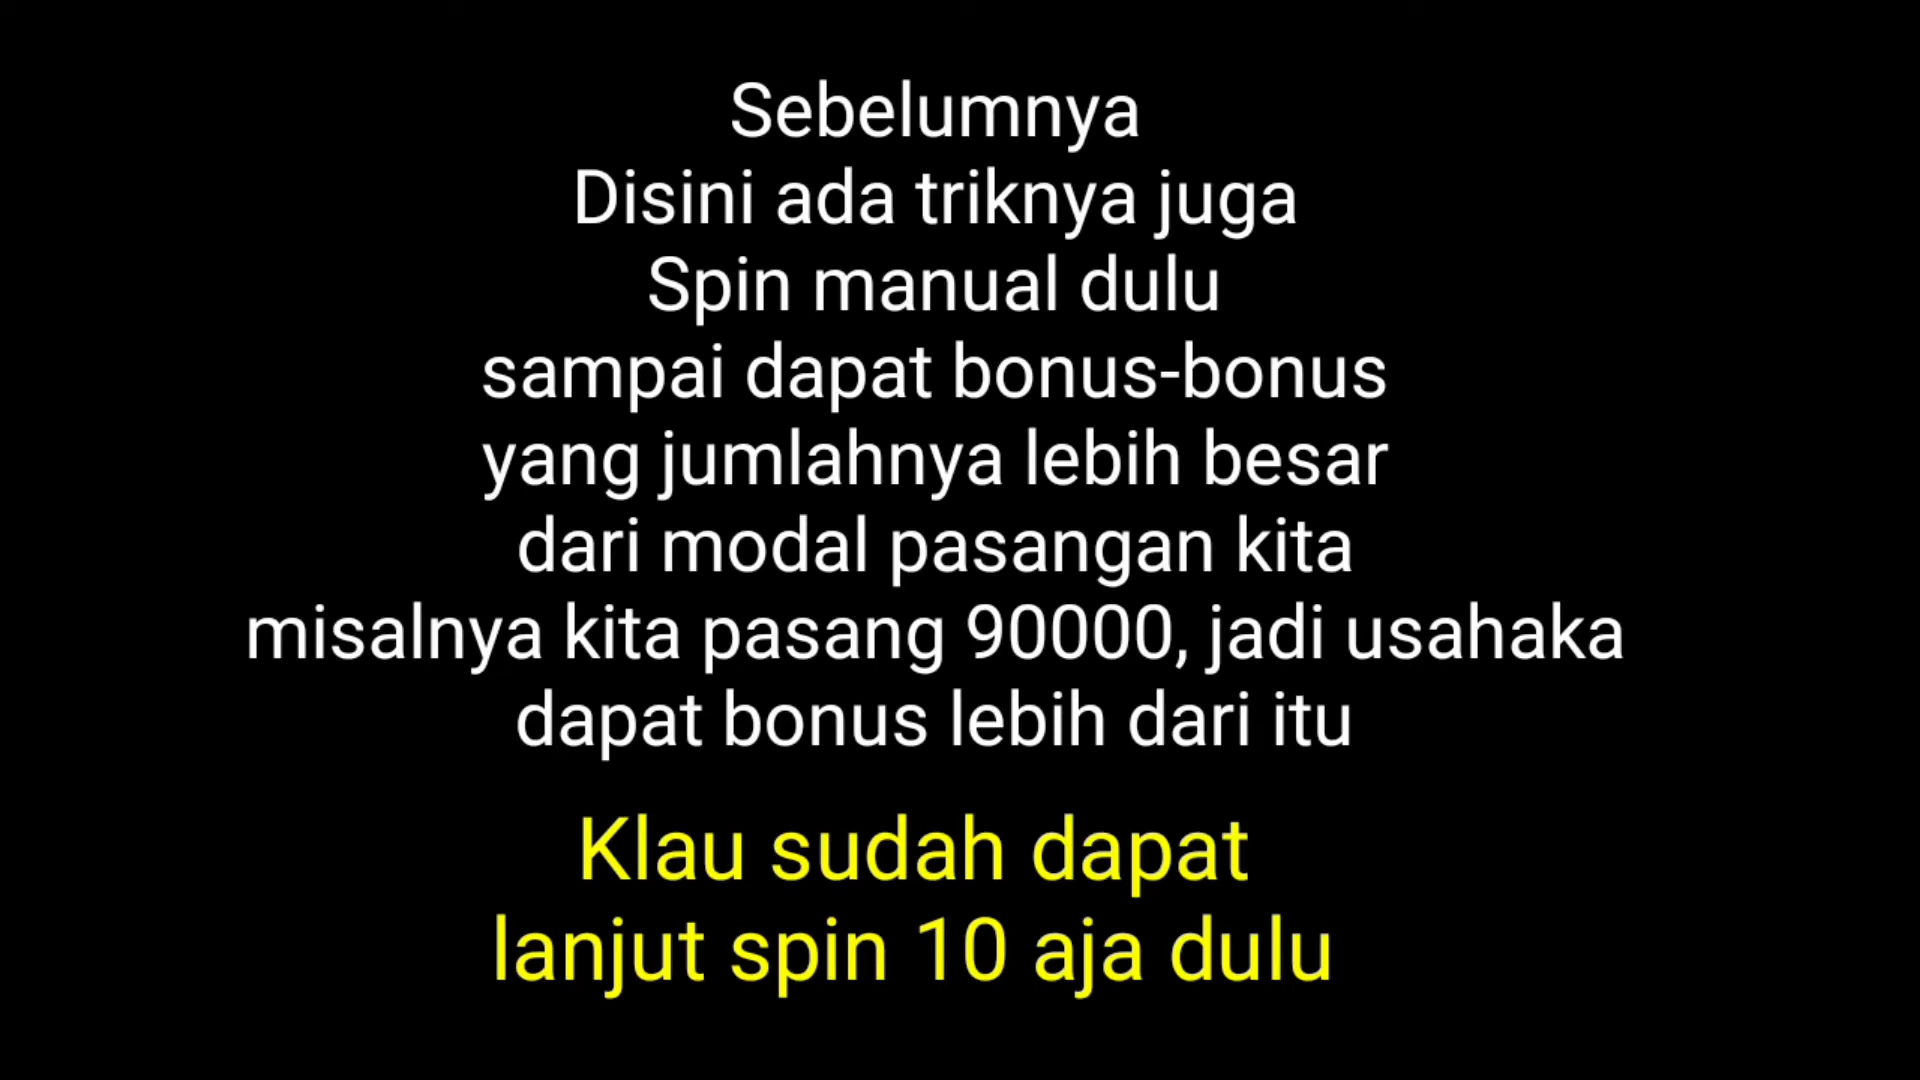 Sebelumnya
Disini ada triknya juga
Spin manual dulu
sampai dapat bonus-bonus
yang jumlahnya lebih besar
dari modal pasangan kita
misalnya kita pasang 90000, jadi usahaka
dapat bonus lebih dari itu
Klau sudah dapat
lanjut spin 10 aja dulu